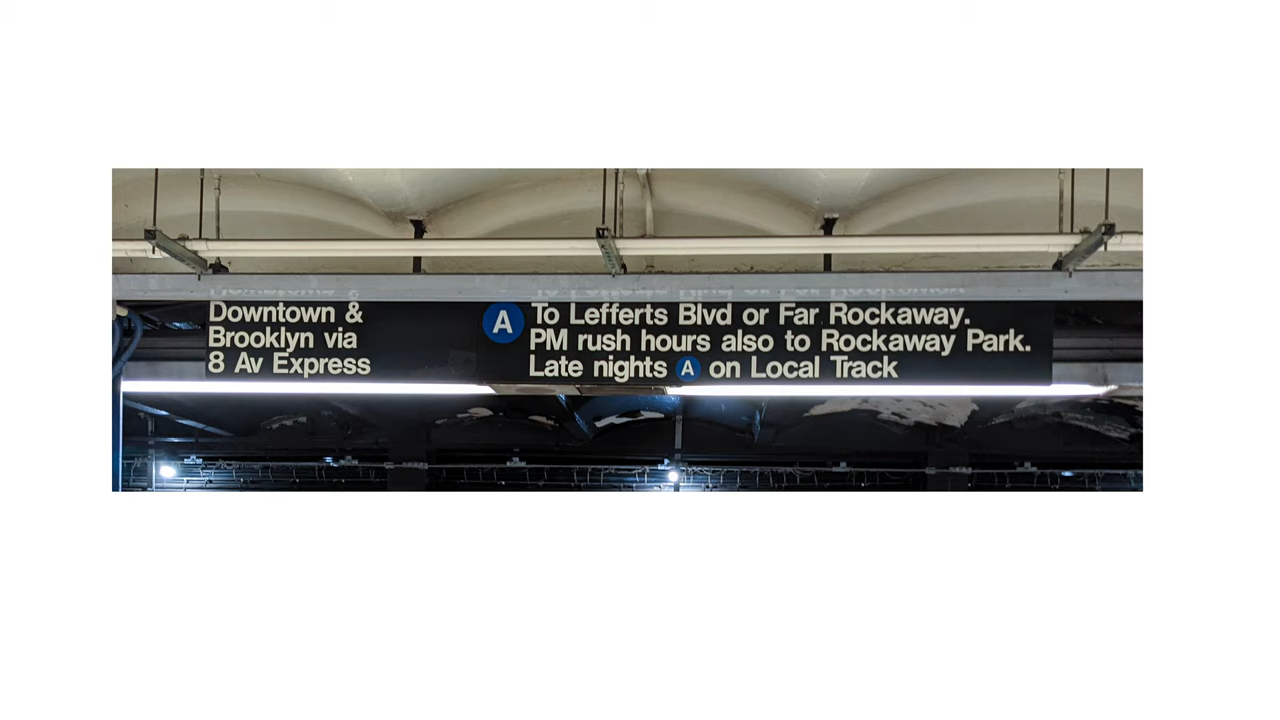 Downtown &
Brooklyn via
8 Av Express
A To Lefferts Blvd or Far Rockaway.
PM rush hours also to Rockaway Park.
Late nights A on Local Track